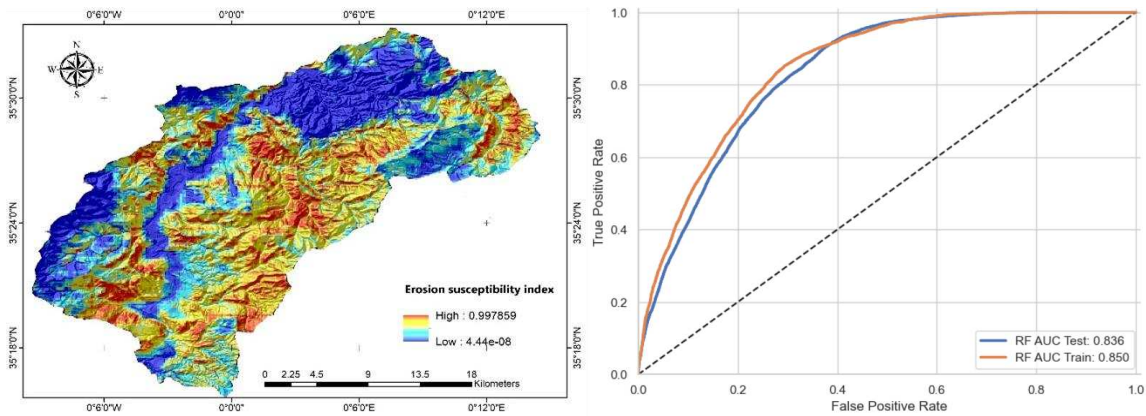 0°6'0"W 0°0'0" 0°6'0"E 0°12'0"E
N
W E
S
35°30'0"N 35°30'0"N
35°24'0"N 35°24'0"N
35°18'0"N 35°18'0"N
Erosion susceptibility index
High : 0.997859
Low : 4.44e-08
0 2.25 4.5 9 13.5 18
Kilometers
0°6'0"W 0°0'0" 0°6'0"E 0°12'0"E
True Positive Rate
1.0
0.8
0.6
0.4
0.2
0.0
RF AUC Test: 0.836
RF AUC Train: 0.850
0.0 0.2 0.4 0.6 0.8 1.0
False Positive Rate